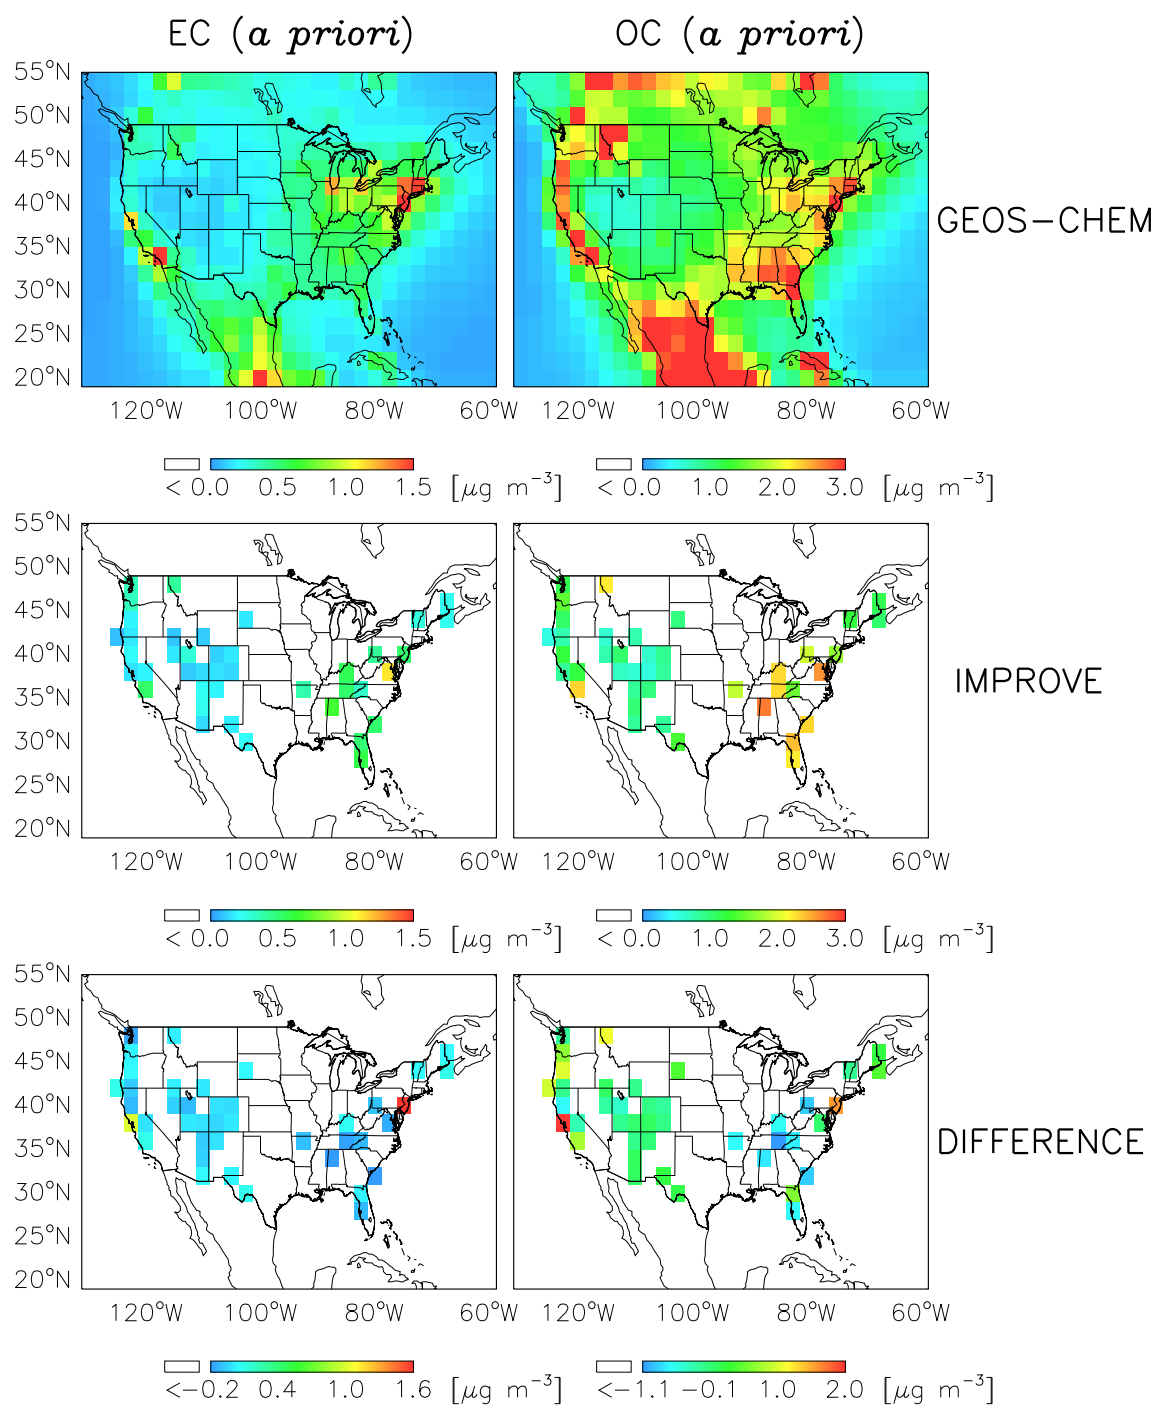 EC (a priori) OC (a priori)
55°N
50°N
45°N
40°N
35°N
30°N
25°N
20°N
GEOS-CHEM
120°W 100°W 80°W 60°W 120°W 100°W 80°W 60°W
< 0.0 0.5 1.0 1.5 [μg m⁻³] < 0.0 1.0 2.0 3.0 [μg m⁻³]
55°N
50°N
45°N
40°N
35°N
30°N
25°N
20°N
IMPROVE
120°W 100°W 80°W 60°W 120°W 100°W 80°W 60°W
< 0.0 0.5 1.0 1.5 [μg m⁻³] < 0.0 1.0 2.0 3.0 [μg m⁻³]
55°N
50°N
45°N
40°N
35°N
30°N
25°N
20°N
DIFFERENCE
120°W 100°W 80°W 60°W 120°W 100°W 80°W 60°W
<-0.2 0.4 1.0 1.6 [μg m⁻³] <-1.1 -0.1 1.0 2.0 [μg m⁻³]